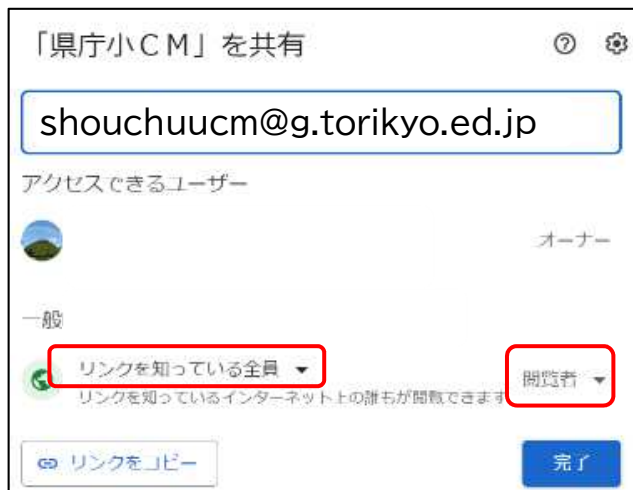 「県庁小ＣＭ」を共有
shouchuucm@g.torikyo.ed.jp
アクセスできるユーザー
オーナー
一般
リンクを知っている全員
閲覧者
リンクを知っているインターネット上の誰もが閲覧できます
リンクをコピー
完了